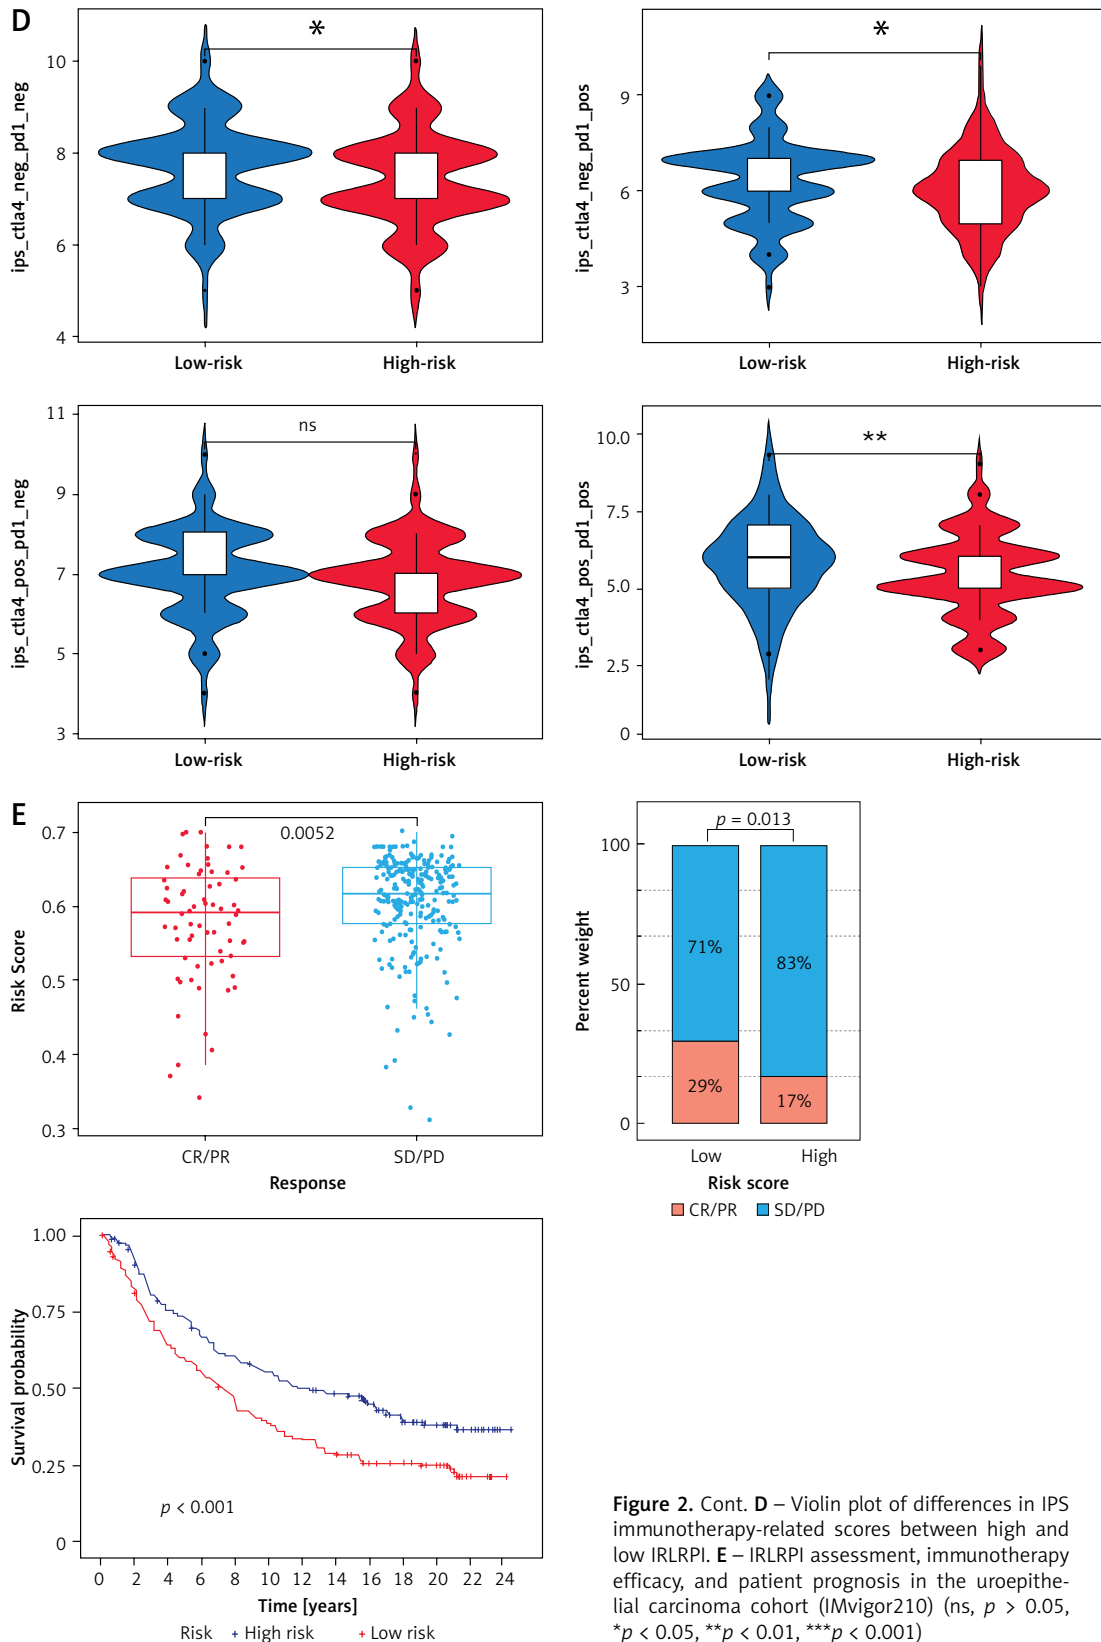 D
*
10
8
6
4
ips_ctla4_neg_pd1_neg
Low-risk
High-risk
*
9
6
3
ips_ctla4_neg_pd1_pos
Low-risk
High-risk
ns
11
9
7
5
3
ips_ctla4_pos_pd1_neg
Low-risk
High-risk
**
10.0
7.5
5.0
2.5
0
ips_ctla4_pos_pd1_pos
Low-risk
High-risk
E
0.0052
0.7
0.6
0.5
0.4
0.3
Risk Score
CR/PR
SD/PD
Response
p = 0.013
100
50
0
Percent weight
71%
83%
29%
17%
Low
High
Risk score
CR/PR
SD/PD
1.00
0.75
0.50
0.25
0
Survival probability
p < 0.001
0 2 4 6 8 10 12 14 16 18 20 22 24
Time [years]
Risk + High risk + Low risk
Figure 2. Cont. D – Violin plot of differences in IPS
immunotherapy-related scores between high and
low IRLRPI. E – IRLRPI assessment, immunotherapy
efficacy, and patient prognosis in the uroepithe-
lial carcinoma cohort (IMvigor210) (ns, p > 0.05,
*p < 0.05, **p < 0.01, ***p < 0.001)